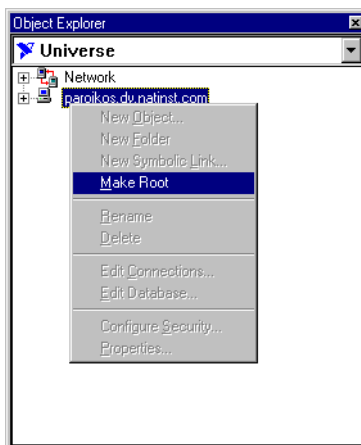 Object Explorer
Universe
Network
paroikos.dv.natinst.com
New Object...
New Folder
New Symbolic Link...
Make Root
Rename
Delete
Edit Connections...
Edit Database...
Configure Security...
Properties...